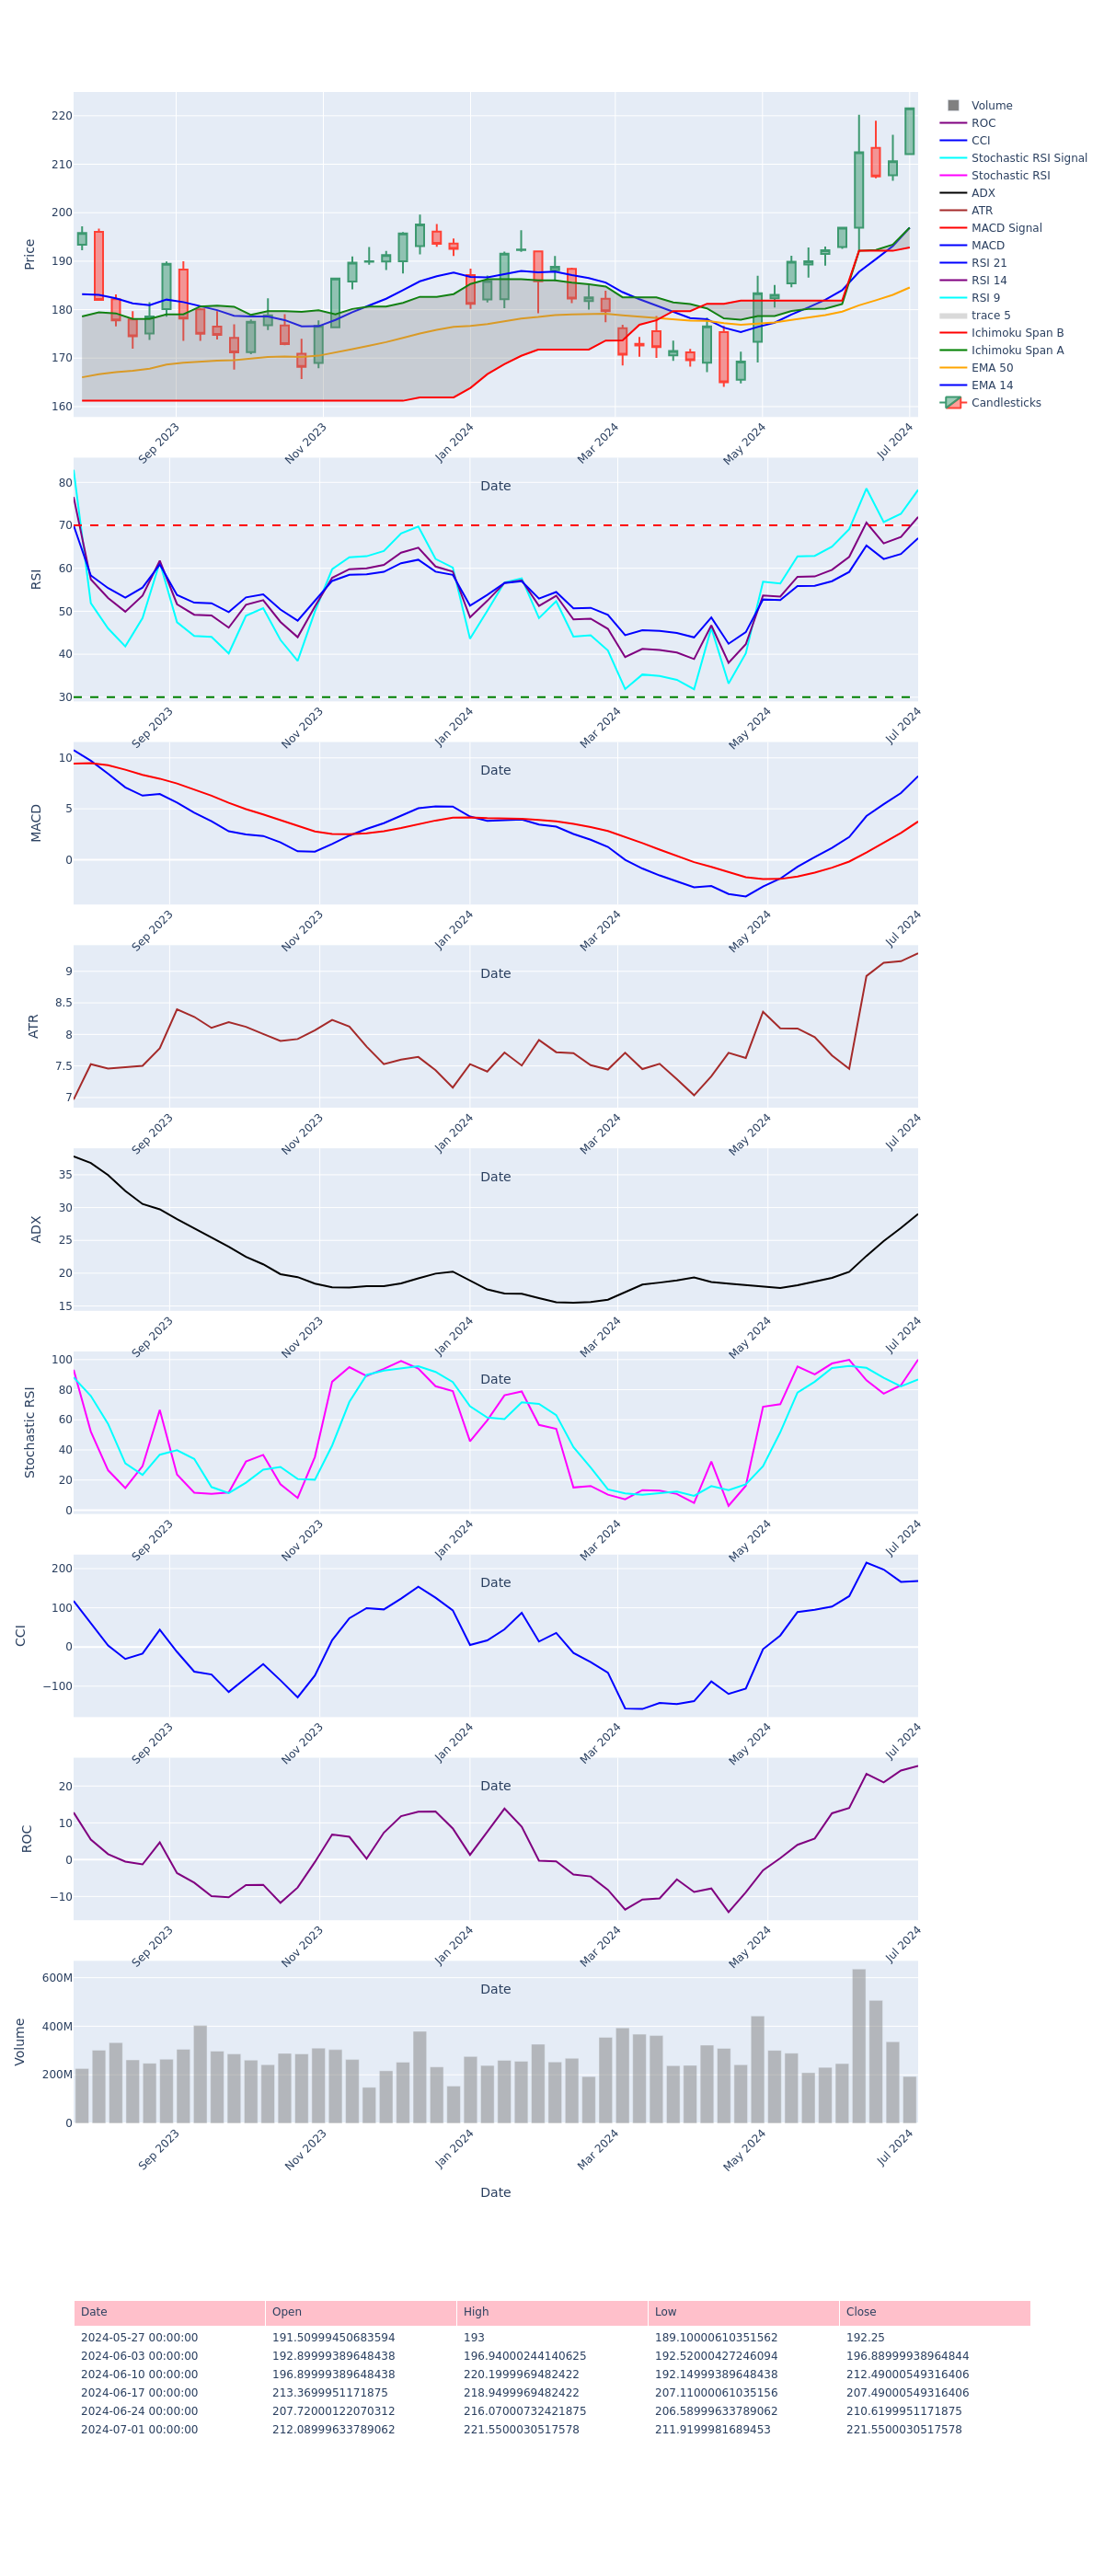 220
210
200
190
180
170
160
Price
Sep 2023
Nov 2023
Jan 2024
Mar 2024
May 2024
Jul 2024
Date
Volume
ROC
CCI
Stochastic RSI Signal
Stochastic RSI
ADX
ATR
MACD Signal
MACD
RSI 21
RSI 14
RSI 9
trace 5
Ichimoku Span B
Ichimoku Span A
EMA 50
EMA 14
Candlesticks
80
70
60
50
40
30
RSI
Sep 2023
Nov 2023
Jan 2024
Mar 2024
May 2024
Jul 2024
Date
10
5
0
MACD
Sep 2023
Nov 2023
Jan 2024
Mar 2024
May 2024
Jul 2024
Date
9
8.5
8
7.5
7
ATR
Sep 2023
Nov 2023
Jan 2024
Mar 2024
May 2024
Jul 2024
Date
35
30
25
20
15
ADX
Sep 2023
Nov 2023
Jan 2024
Mar 2024
May 2024
Jul 2024
Date
100
80
60
40
20
0
Stochastic RSI
Sep 2023
Nov 2023
Jan 2024
Mar 2024
May 2024
Jul 2024
Date
200
100
0
−100
CCI
Sep 2023
Nov 2023
Jan 2024
Mar 2024
May 2024
Jul 2024
Date
20
10
0
−10
ROC
Sep 2023
Nov 2023
Jan 2024
Mar 2024
May 2024
Jul 2024
Date
600M
400M
200M
0
Volume
Sep 2023
Nov 2023
Jan 2024
Mar 2024
May 2024
Jul 2024
Date
Date Open High Low Close
2024-05-27 00:00:00 191.50999450683594 193 189.10000610351562 192.25
2024-06-03 00:00:00 192.89999389648438 196.94000244140625 192.52000427246094 196.88999938964844
2024-06-10 00:00:00 196.89999389648438 220.1999969482422 192.14999389648438 212.49000549316406
2024-06-17 00:00:00 213.3699951171875 218.9499969482422 207.11000061035156 207.49000549316406
2024-06-24 00:00:00 207.72000122070312 216.07000732421875 206.58999633789062 210.6199951171875
2024-07-01 00:00:00 212.08999633789062 221.5500030517578 211.9199981689453 221.5500030517578